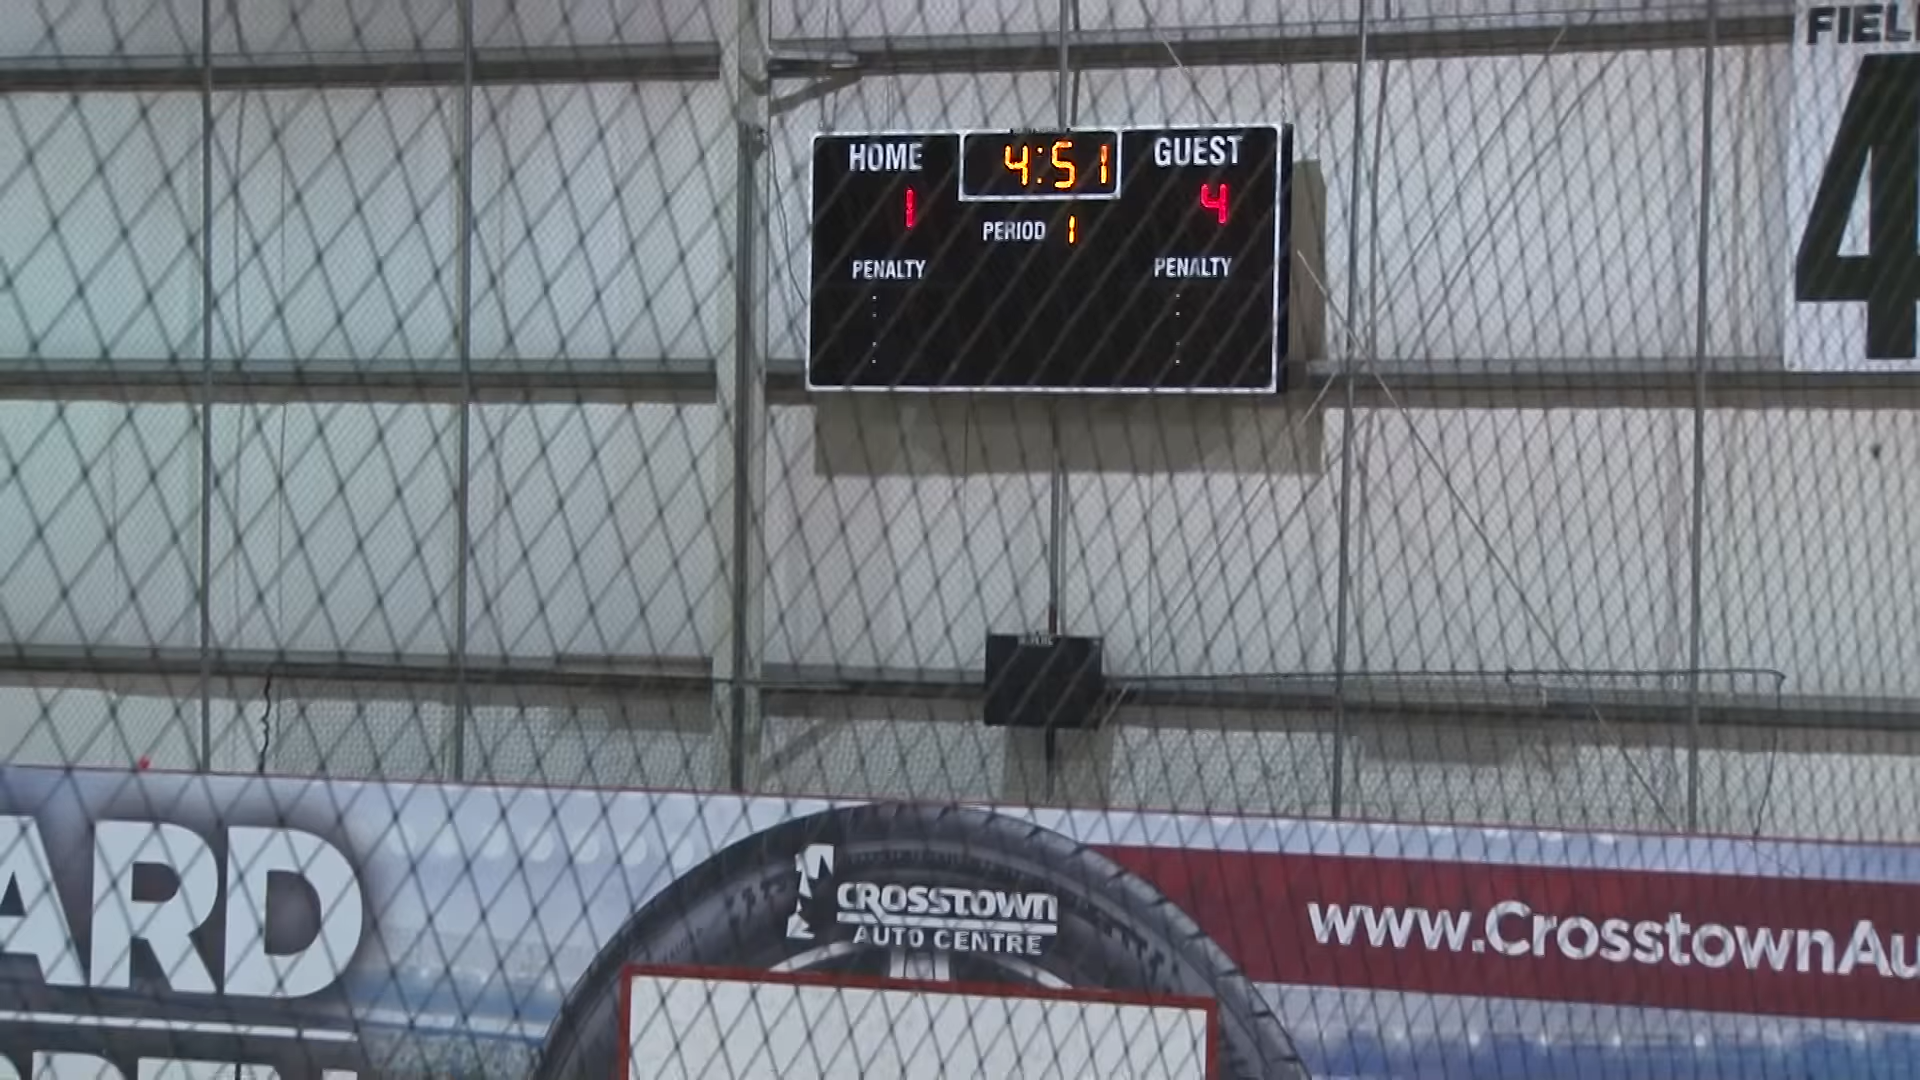 FIEL
4
HOME 4:51 GUEST
1 4
PERIOD 1
PENALTY PENALTY
ARD
CROSSTOWN
AUTO CENTRE
www.CrosstownAu